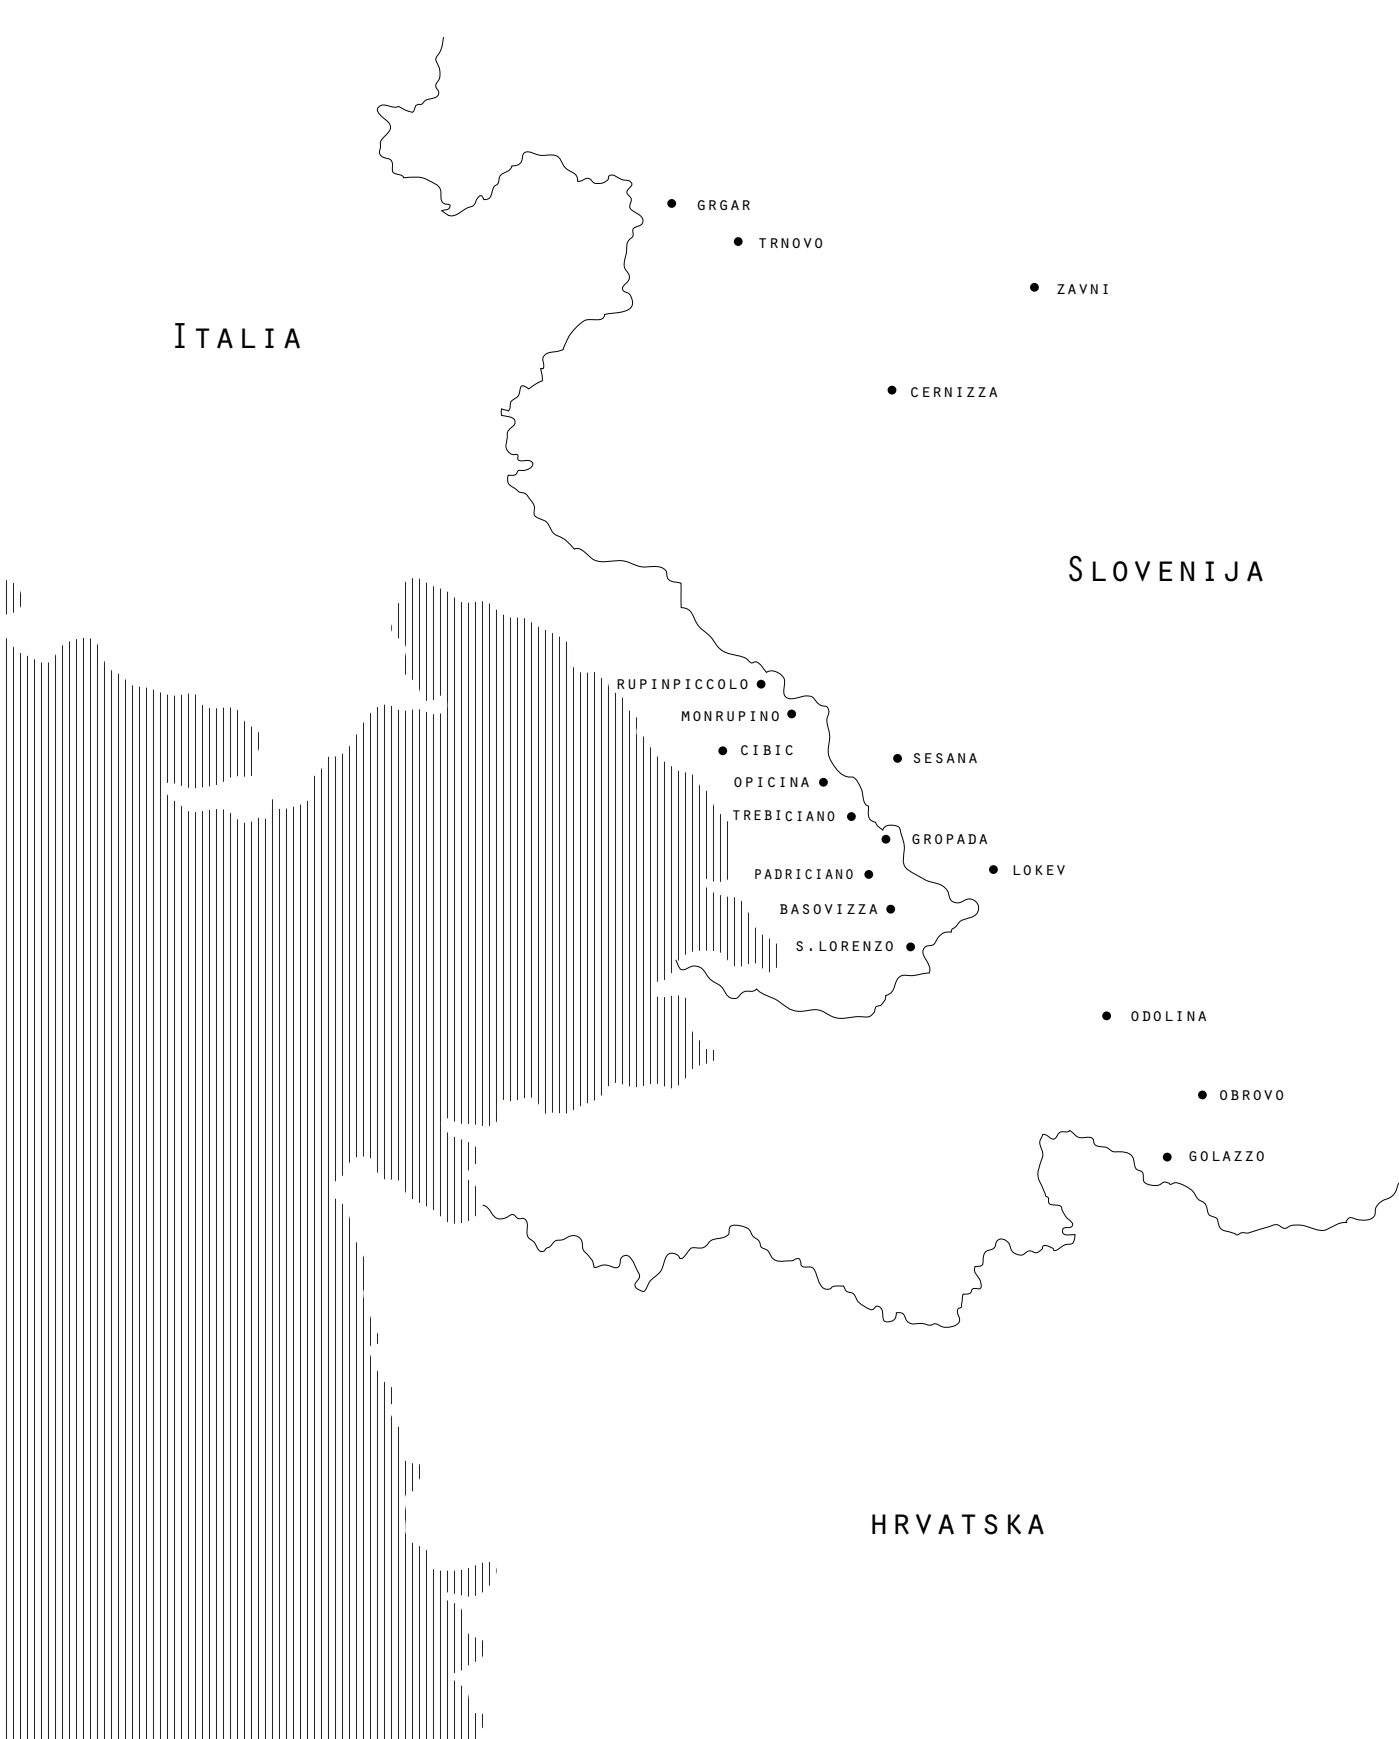 GRGAR
TRNOVO
ZAVNI
ITALIA
CERNIZZA
SLOVENIJA
RUPINPICCOLO
MONRUPINO
CIBIC
SESANA
OPICINA
TREBICIANO
GROPADA
LOKEV
PADRICIANO
BASOVIZZA
S.LORENZO
ODOLINA
OBROVO
GOLAZZO
HRVATSKA